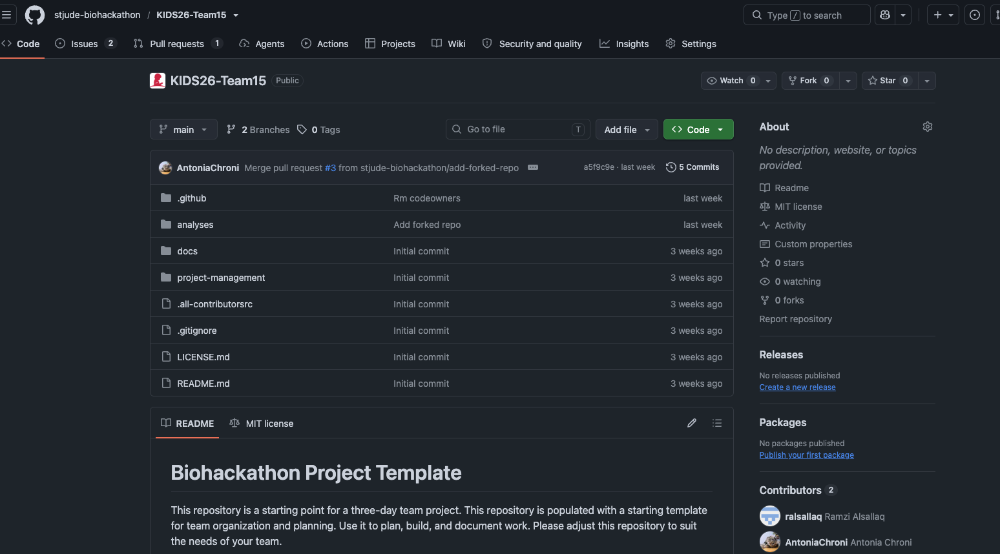 stjude-biohackathon / KIDS26-Team15
Type / to search
Code
Issues 2
Pull requests 1
Agents
Actions
Projects
Wiki
Security and quality
Insights
Settings
KIDS26-Team15 Public
Watch 0
Fork 0
Star 0
main
2 Branches
0 Tags
Go to file T
Add file
Code
AntoniaChroni Merge pull request #3 from stjude-biohackathon/add-forked-repo
a5f9c9e · last week
5 Commits
.github Rm codeowners last week
analyses Add forked repo last week
docs Initial commit 3 weeks ago
project-management Initial commit 3 weeks ago
.all-contributorsrc Initial commit 3 weeks ago
.gitignore Initial commit 3 weeks ago
LICENSE.md Initial commit 3 weeks ago
README.md Initial commit 3 weeks ago
README
MIT license
Biohackathon Project Template
This repository is a starting point for a three-day team project. This repository is populated with a starting template
for team organization and planning. Use it to plan, build, and document work. Please adjust this repository to suit
the needs of your team.
About
No description, website, or topics
provided.
Readme
MIT license
Activity
Custom properties
0 stars
0 watching
0 forks
Report repository
Releases
No releases published
Create a new release
Packages
No packages published
Publish your first package
Contributors 2
ralsallaq Ramzi Alsallaq
AntoniaChroni Antonia Chroni